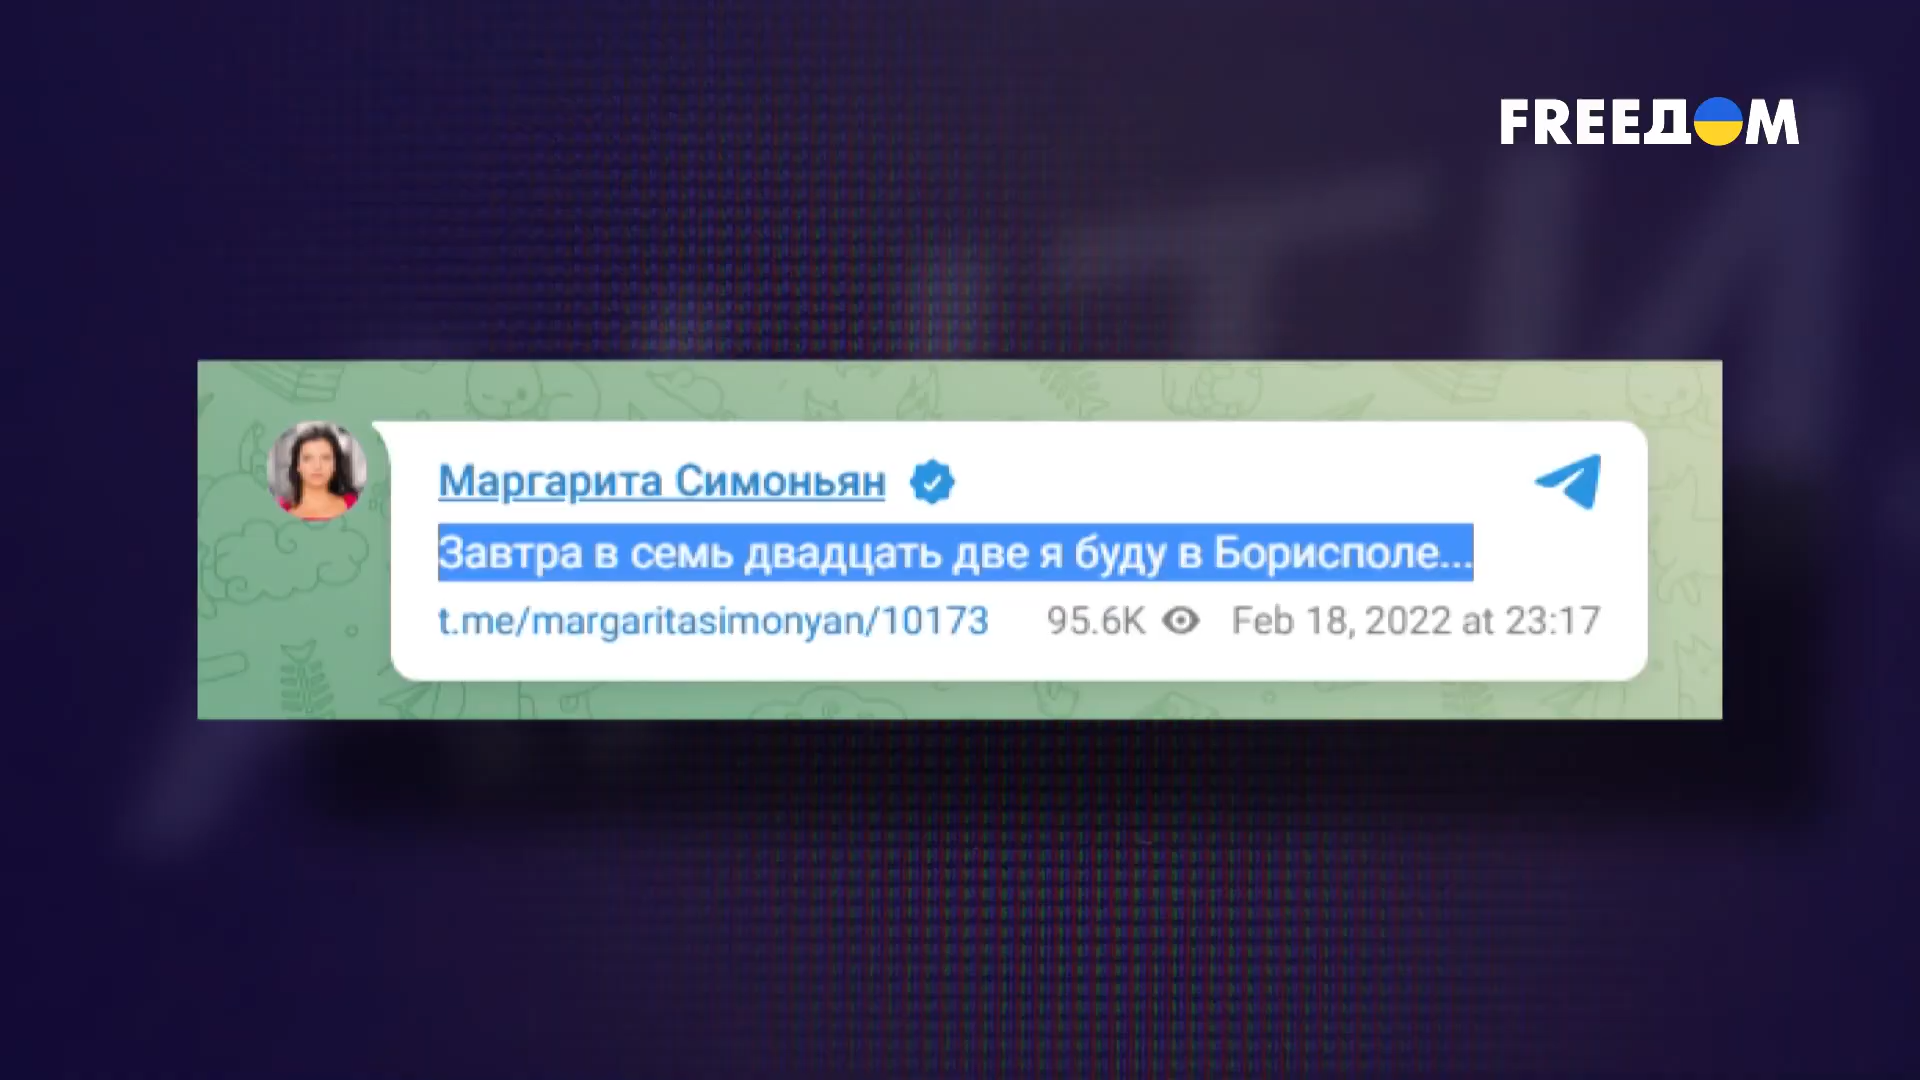 FREEДOM
Маргарита Симоньян
Завтра в семь двадцать две я буду в Борисполе...
t.me/margaritasimonyan/10173 95.6K Feb 18, 2022 at 23:17